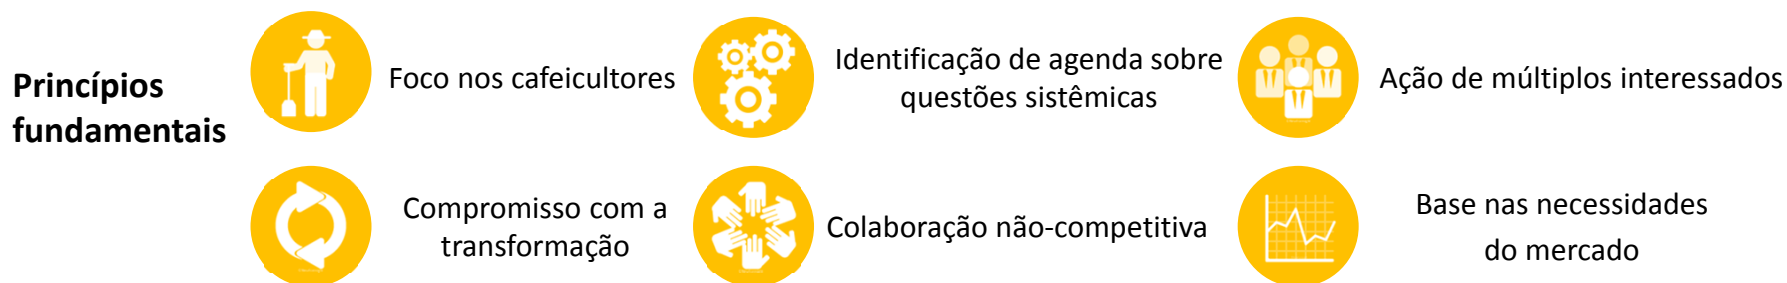 Princípios
fundamentais
Foco nos cafeicultores
Identificação de agenda sobre
questões sistêmicas
Ação de múltiplos interessados
Compromisso com a
transformação
Colaboração não-competitiva
Base nas necessidades
do mercado